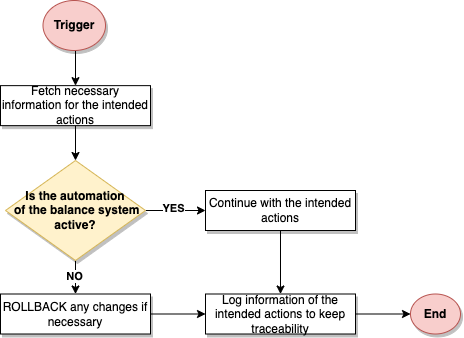 Trigger
Fetch necessary
information for the intended
actions
Is the automation
of the balance system
active?
YES
Continue with the intended
actions
NO
ROLLBACK any changes if
necessary
Log information of the
intended actions to keep
traceability
End